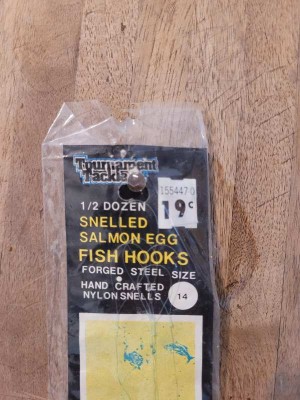 Tournament
Tackle
155447 0
19¢
1/2 DOZEN
SNELLED
SALMON EGG
FISH HOOKS
FORGED STEEL SIZE
HAND CRAFTED
NYLON SNELLS
14